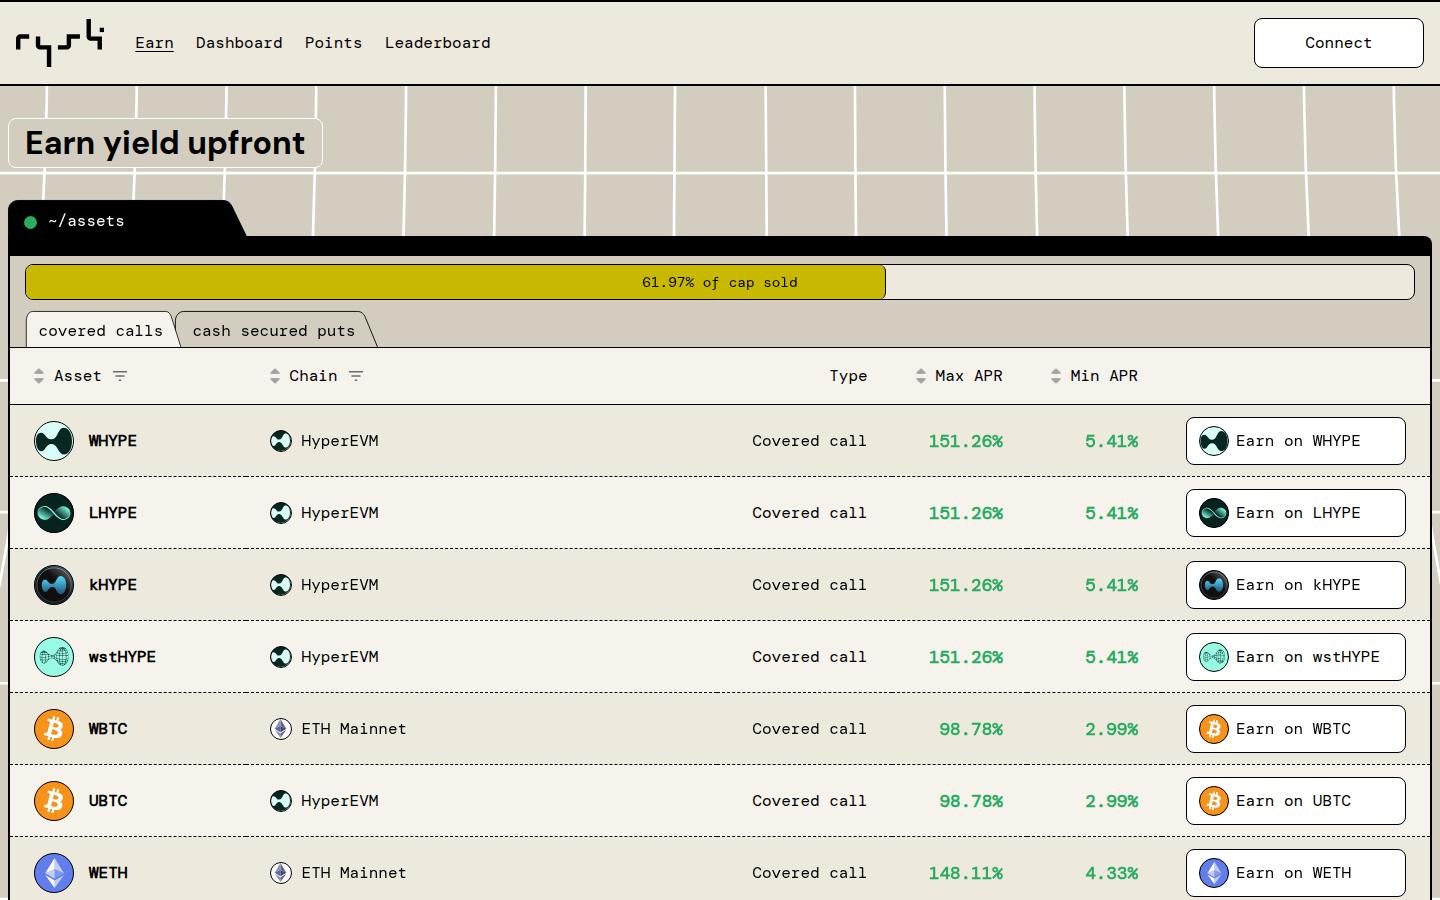 rysk
Earn Dashboard Points Leaderboard Connect
Earn yield upfront
~/assets
61.97% of cap sold
covered calls cash secured puts
Asset Chain Type Max APR Min APR
WHYPE HyperEVM Covered call 151.26% 5.41% Earn on WHYPE
LHYPE HyperEVM Covered call 151.26% 5.41% Earn on LHYPE
kHYPE HyperEVM Covered call 151.26% 5.41% Earn on kHYPE
wstHYPE HyperEVM Covered call 151.26% 5.41% Earn on wstHYPE
WBTC ETH Mainnet Covered call 98.78% 2.99% Earn on WBTC
UBTC HyperEVM Covered call 98.78% 2.99% Earn on UBTC
WETH ETH Mainnet Covered call 148.11% 4.33% Earn on WETH